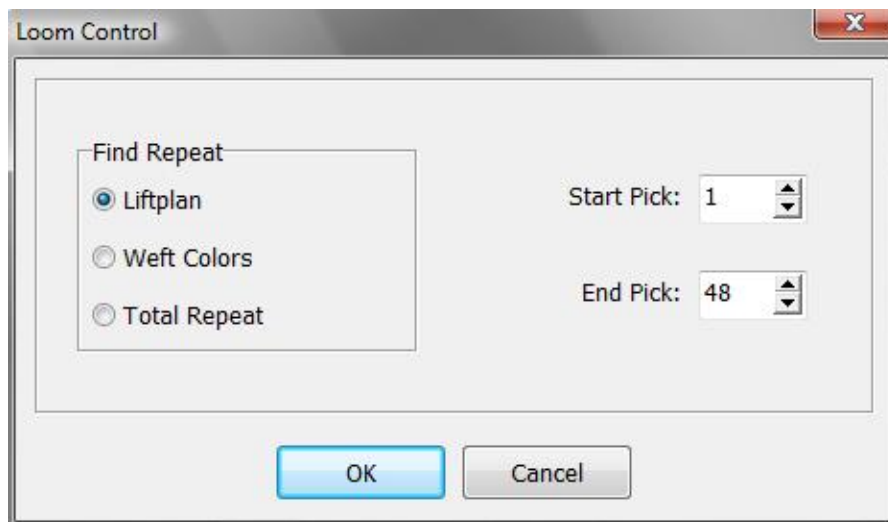 Loom Control
Find Repeat
Liftplan
Weft Colors
Total Repeat
Start Pick: 1
End Pick: 48
OK
Cancel